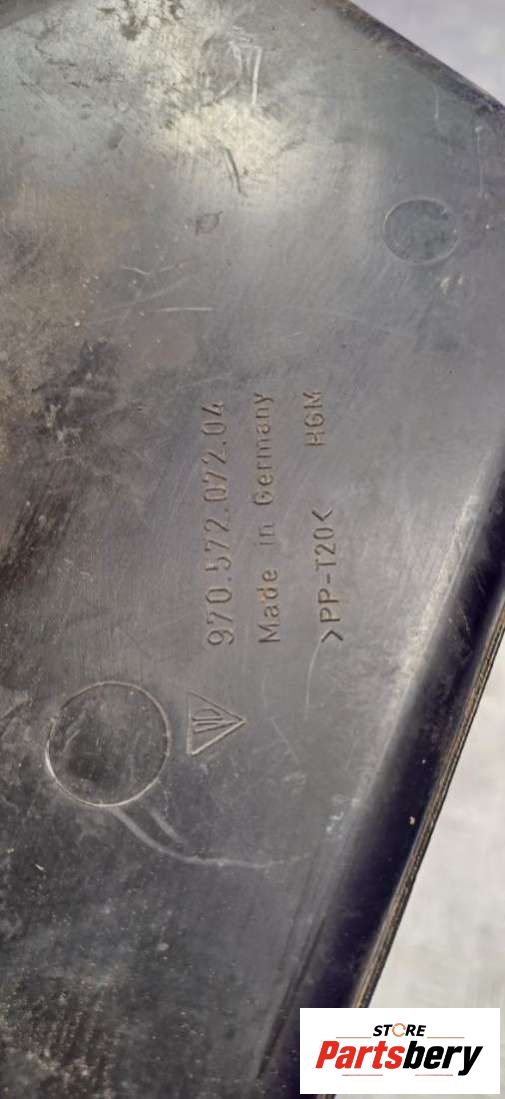 970.572.072.04
Made in Germany
>PP-T20< HGM
STORE
Partsbery